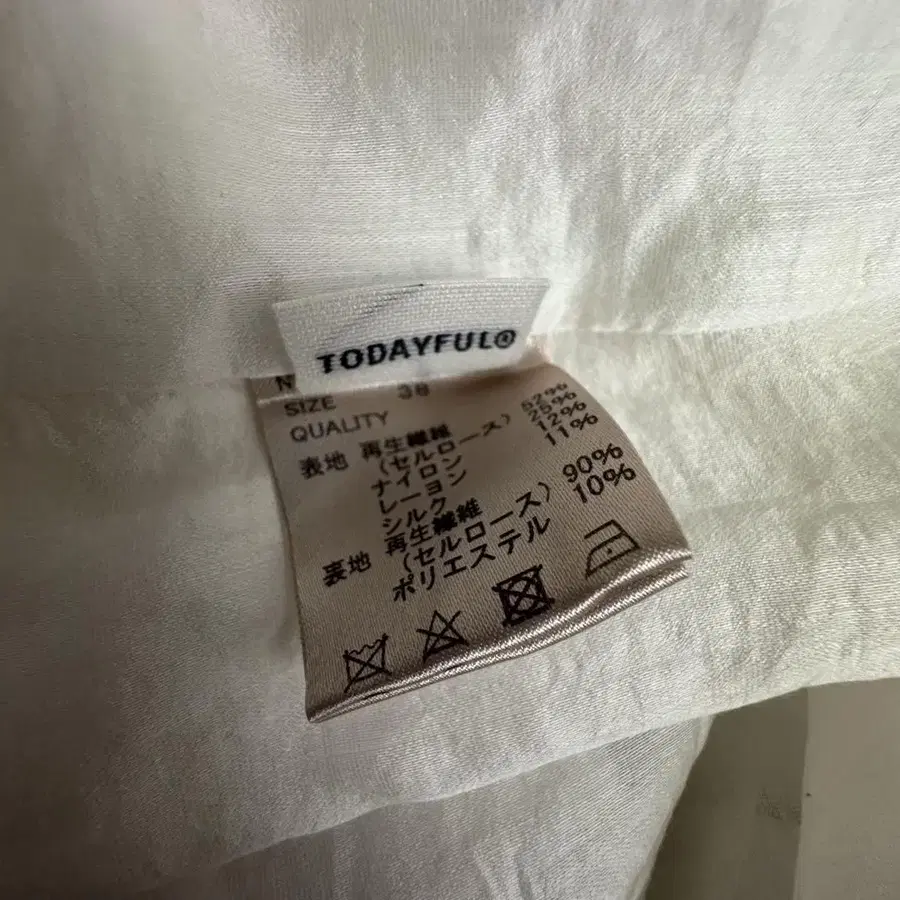 TODAYFUL
SIZE 38
QUALITY
表地 再生繊維
(セルロース) 52%
ナイロン 25%
レーヨン 12%
シルク 11%
裏地 再生繊維
(セルロース) 90%
ポリエステル 10%